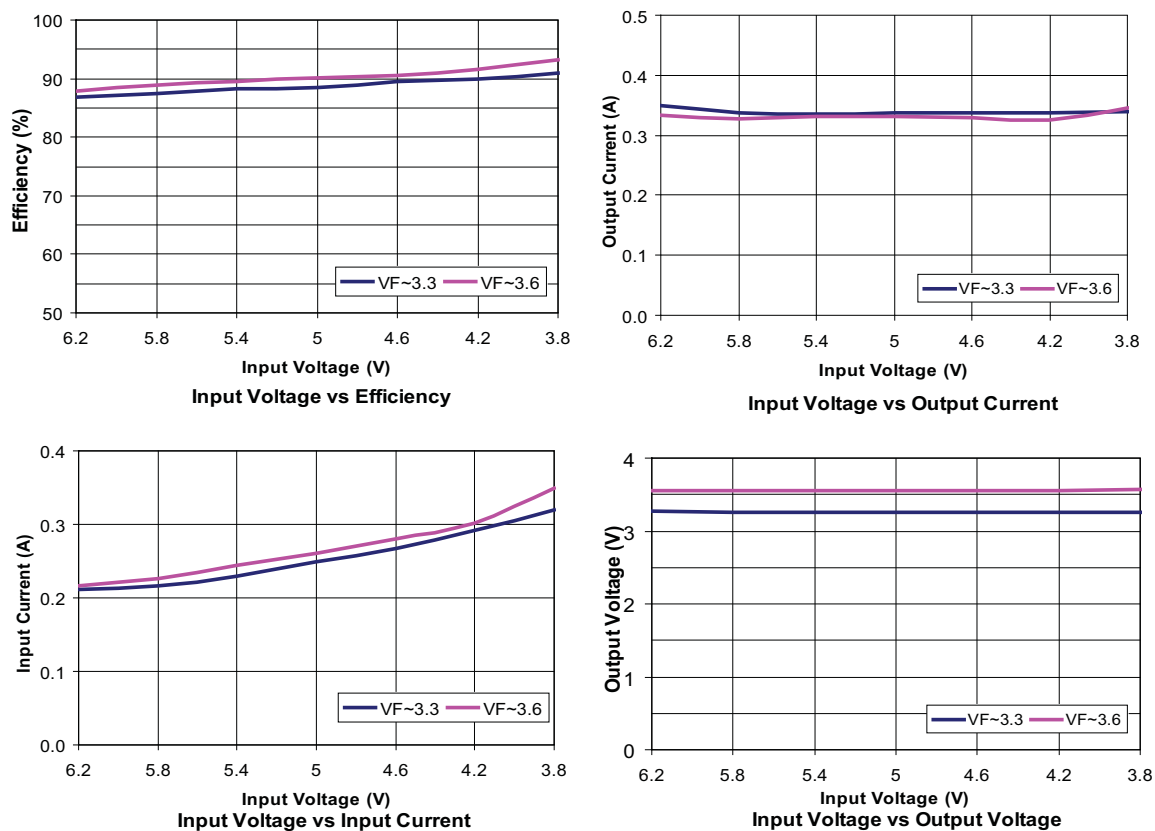 100
90
80
70
60
50
Efficiency (%)
VF~3.3 VF~3.6
6.2 5.8 5.4 5 4.6 4.2 3.8
Input Voltage (V)
Input Voltage vs Efficiency
0.5
0.4
0.3
0.2
0.1
0.0
Output Current (A)
VF~3.3 VF~3.6
6.2 5.8 5.4 5 4.6 4.2 3.8
Input Voltage (V)
Input Voltage vs Output Current
0.4
0.3
0.2
0.1
0.0
Input Current (A)
VF~3.3 VF~3.6
6.2 5.8 5.4 5 4.6 4.2 3.8
Input Voltage (V)
Input Voltage vs Input Current
4
3
2
1
0
Output Voltage (V)
VF~3.3 VF~3.6
6.2 5.8 5.4 5 4.6 4.2 3.8
Input Voltage (V)
Input Voltage vs Output Voltage